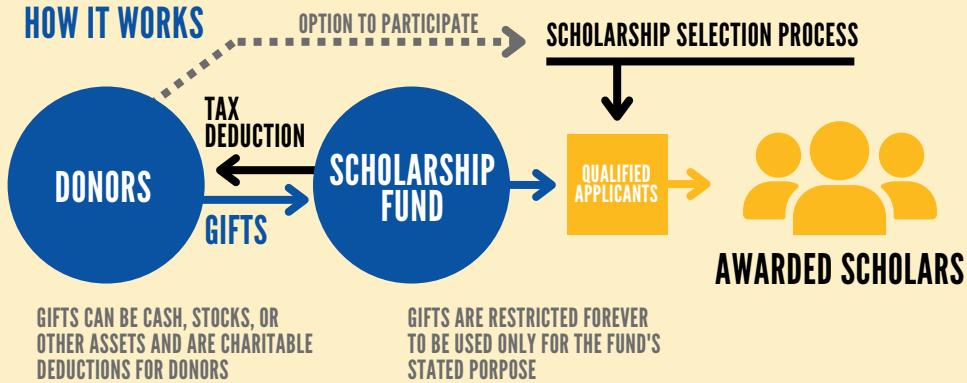 HOW IT WORKS
OPTION TO PARTICIPATE
SCHOLARSHIP SELECTION PROCESS
TAX
DEDUCTION
DONORS
GIFTS
SCHOLARSHIP
FUND
QUALIFIED
APPLICANTS
AWARDED SCHOLARS
GIFTS CAN BE CASH, STOCKS, OR
OTHER ASSETS AND ARE CHARITABLE
DEDUCTIONS FOR DONORS
GIFTS ARE RESTRICTED FOREVER
TO BE USED ONLY FOR THE FUND'S
STATED PORPOSE